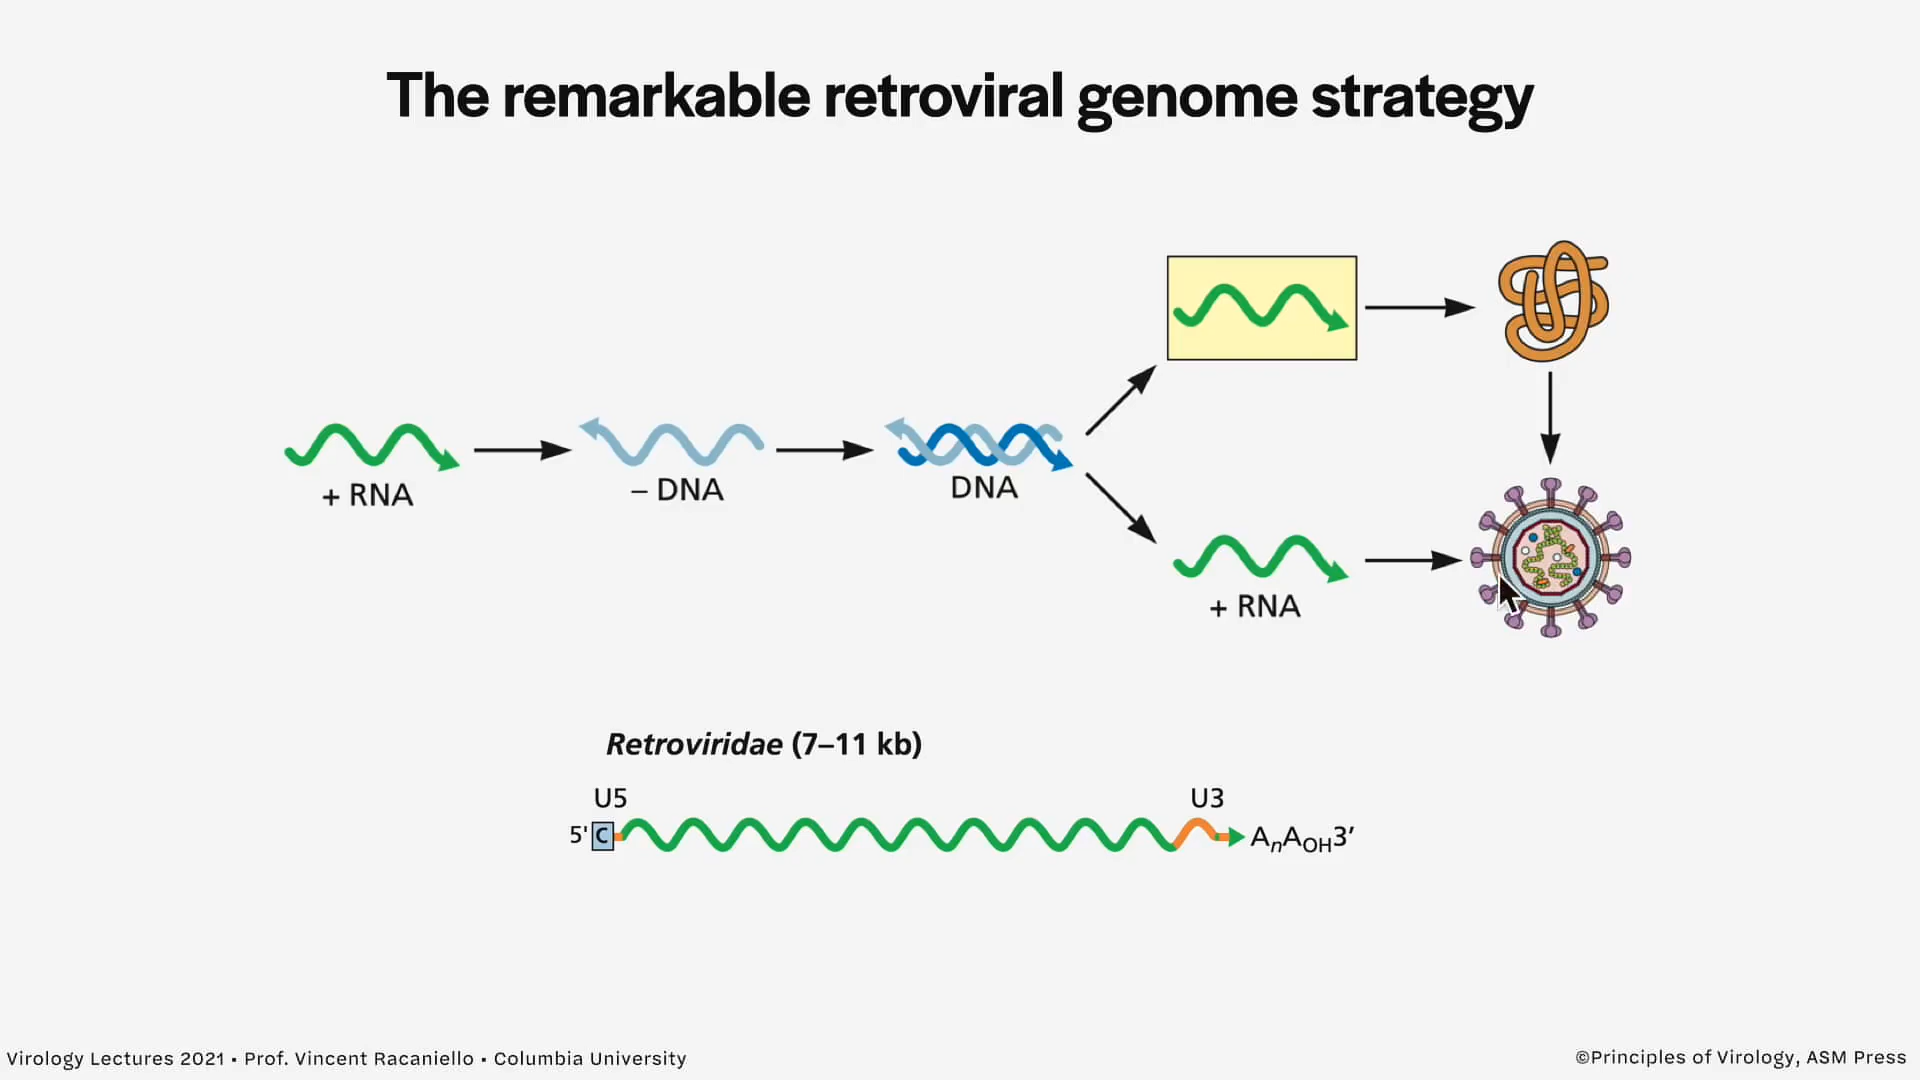 The remarkable retroviral genome strategy
+ RNA
– DNA
DNA
+ RNA
Retroviridae (7–11 kb)
U5
U3
5' C
AnAOH3’
Virology Lectures 2021 • Prof. Vincent Racaniello • Columbia University
©Principles of Virology, ASM Press